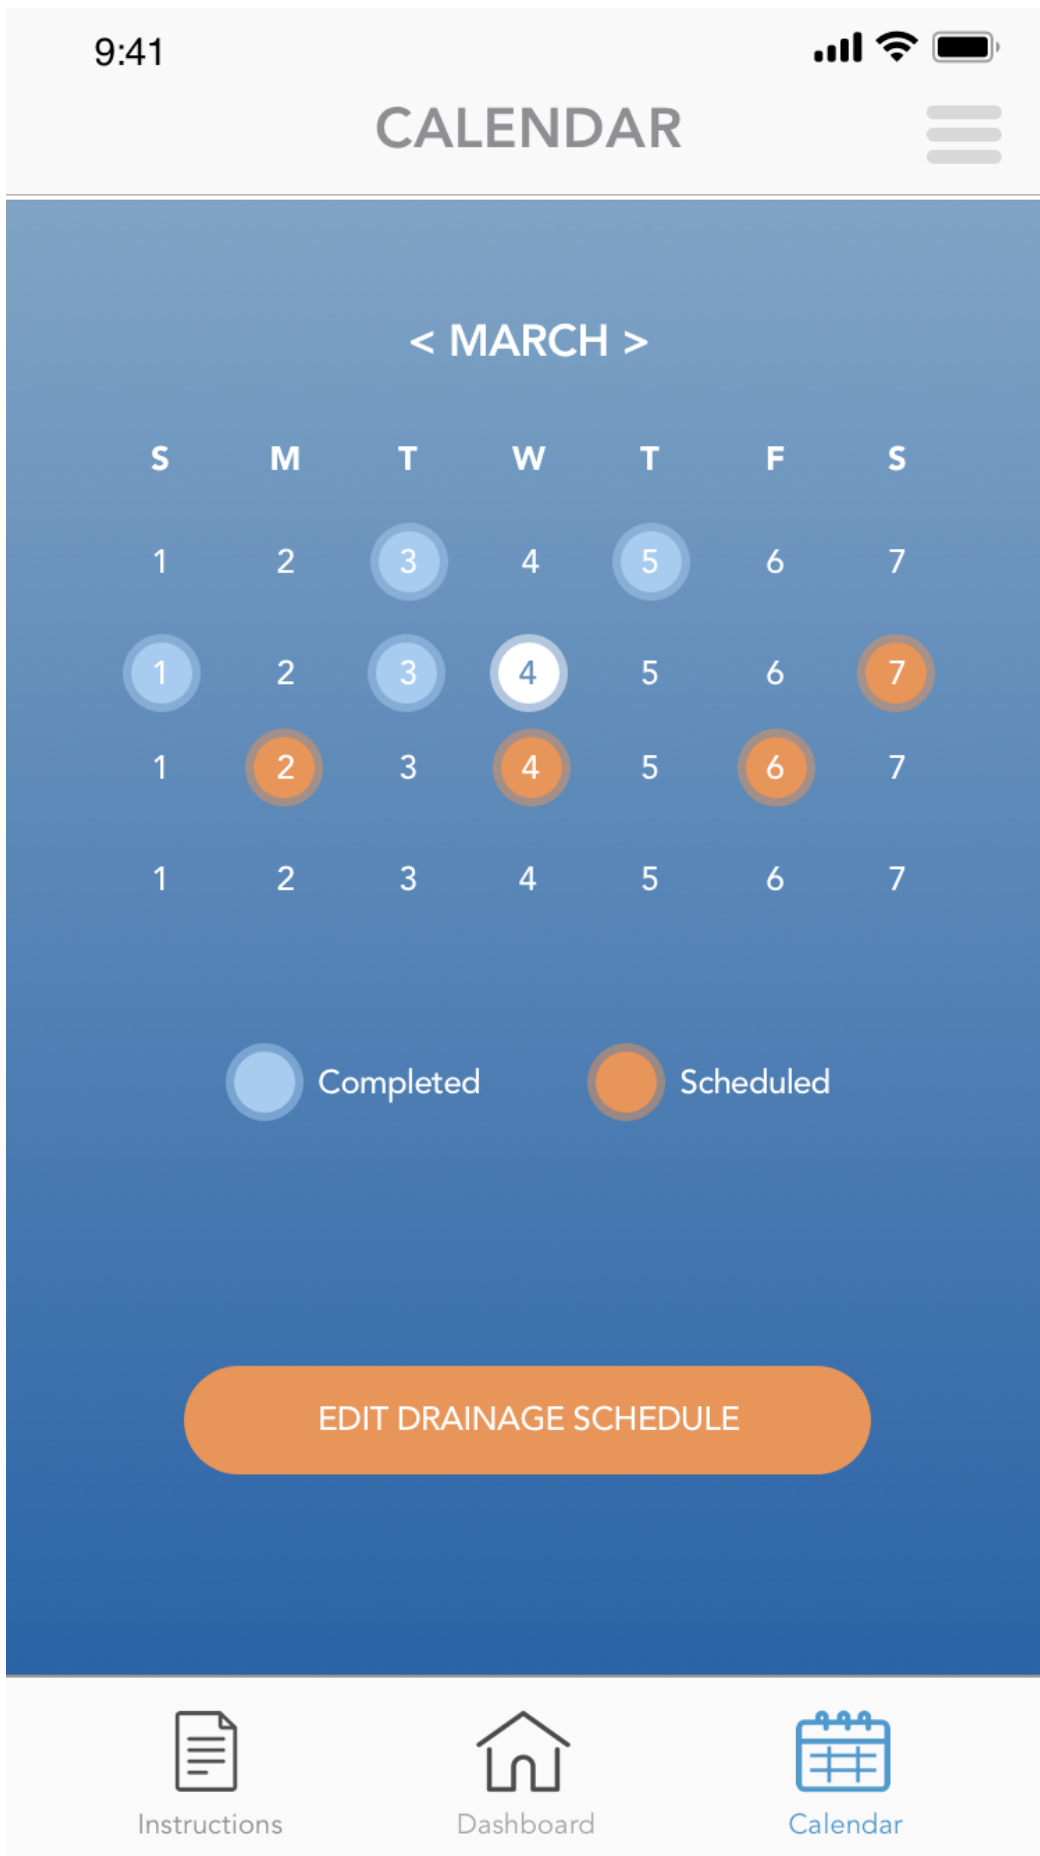 9:41
CALENDAR
< MARCH >
S M T W T F S
1 2 3 4 5 6 7
1 2 3 4 5 6 7
1 2 3 4 5 6 7
1 2 3 4 5 6 7
Completed Scheduled
EDIT DRAINAGE SCHEDULE
Instructions Dashboard Calendar